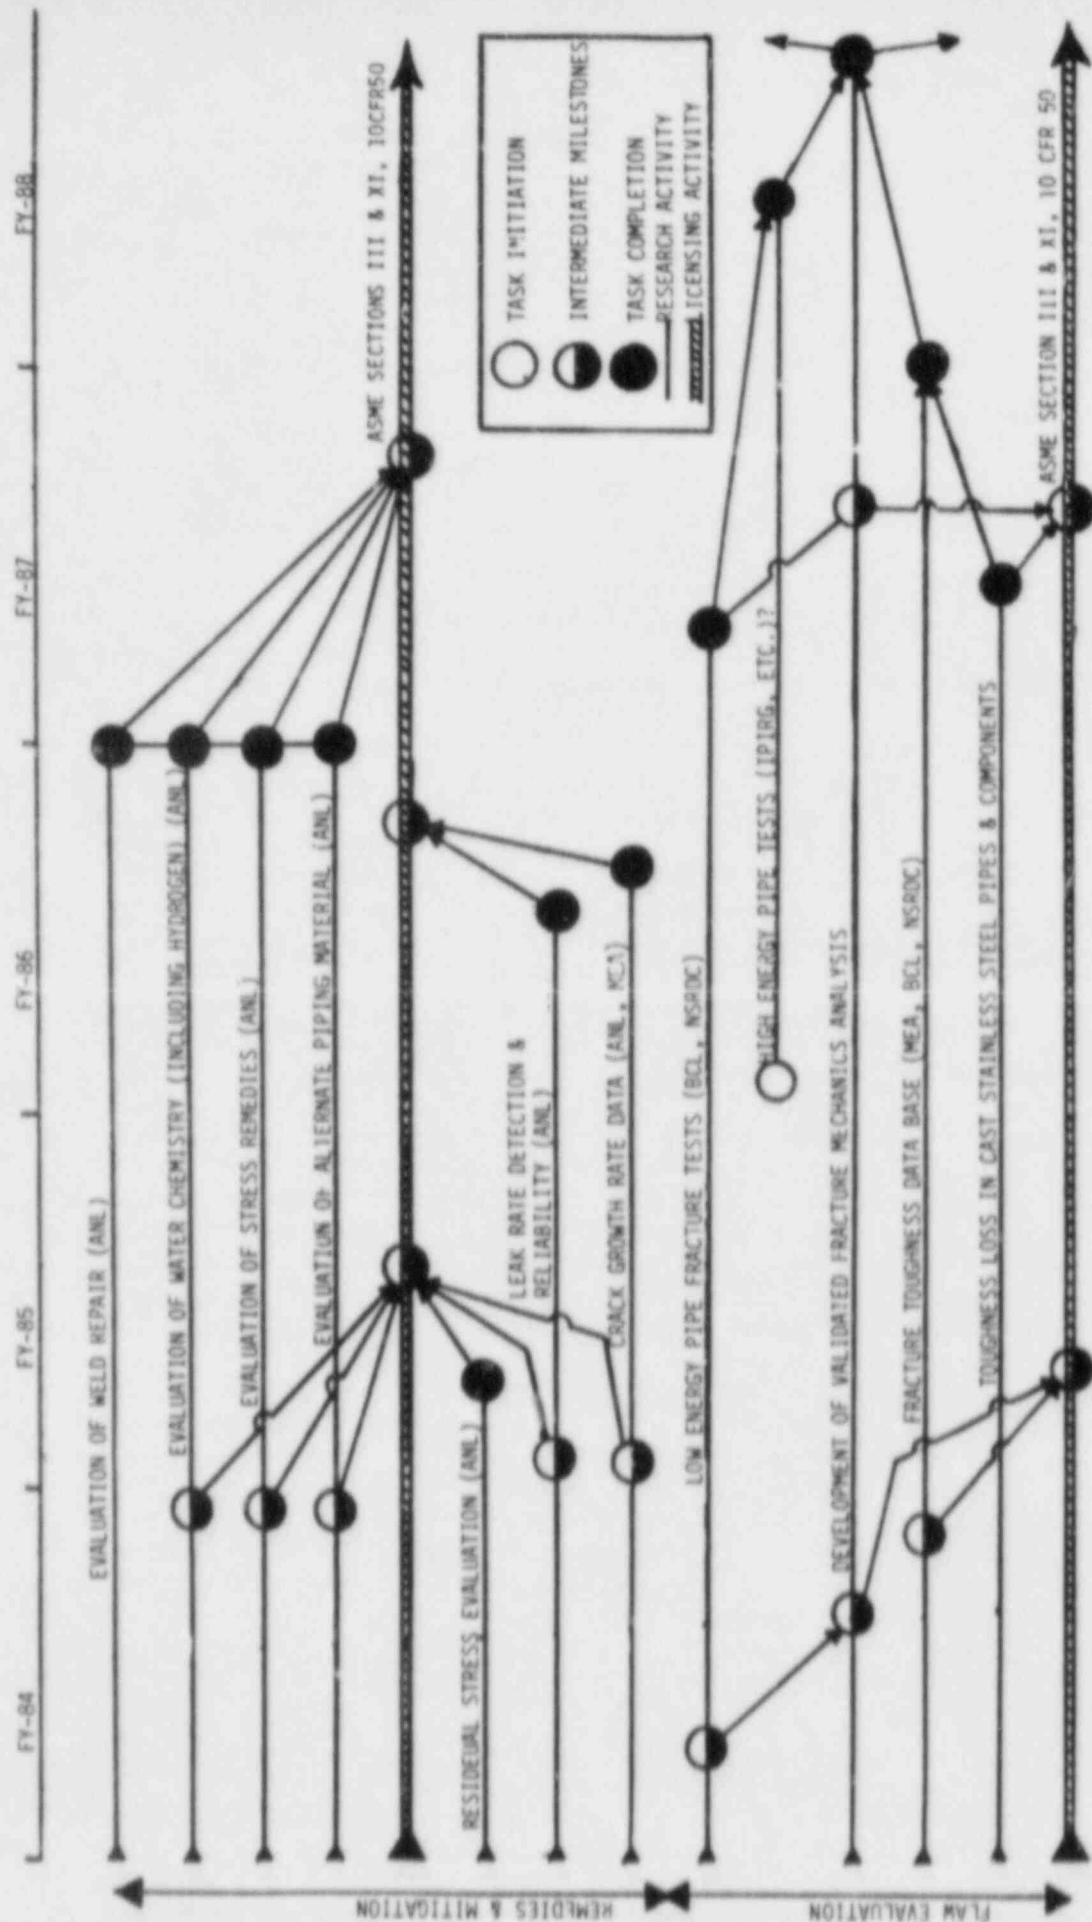 FY-84
FY-85
FY-86
FY-87
FY-88
EVALUATION OF WELD REPAIR (ANL)
EVALUATION OF WATER CHEMISTRY (INCLUDING HYDROGEN) (ANL)
EVALUATION OF STRESS REMEDIES (ANL)
EVALUATION OF ALTERNATE PIPING MATERIAL (ANL)
ASME SECTIONS III & XI, 10CFR50
RESIDEUAL STRESS EVALUATION (ANL)
LEAK RATE DETECTION &
RELIABILITY (ANL)
CRACK GROWTH RATE DATA (ANL, MEA)
REMEDIES & MITIGATION
TASK INITIATION
INTERMEDIATE MILESTONES
TASK COMPLETION
RESEARCH ACTIVITY
LICENSING ACTIVITY
LOW ENERGY PIPE FRACTURE TESTS (BCL, NSRDC)
HIGH ENERGY PIPE TESTS (IPIRG, ETC.)?
DEVELOPMENT OF VALIDATED FRACTURE MECHANICS ANALYSIS
FRACTURE TOUGHNESS DATA BASE (MEA, BCL, NSRDC)
TOUGHNESS LOSS IN CAST STAINLESS STEEL PIPES & COMPONENTS
ASME SECTION III & XI, 10 CFR 50
FLAW EVALUATION